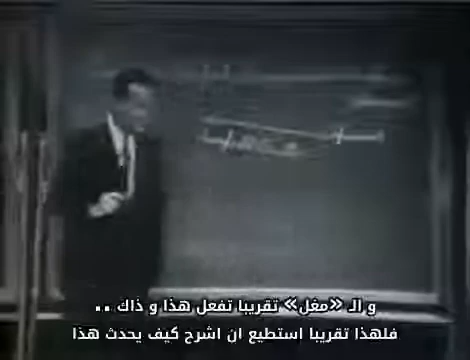 و الـ «مغل» تقريبا تفعل هذا و ذاك ..
فلهذا تقريبا استطيع ان اشرح كيف يحدث هذا